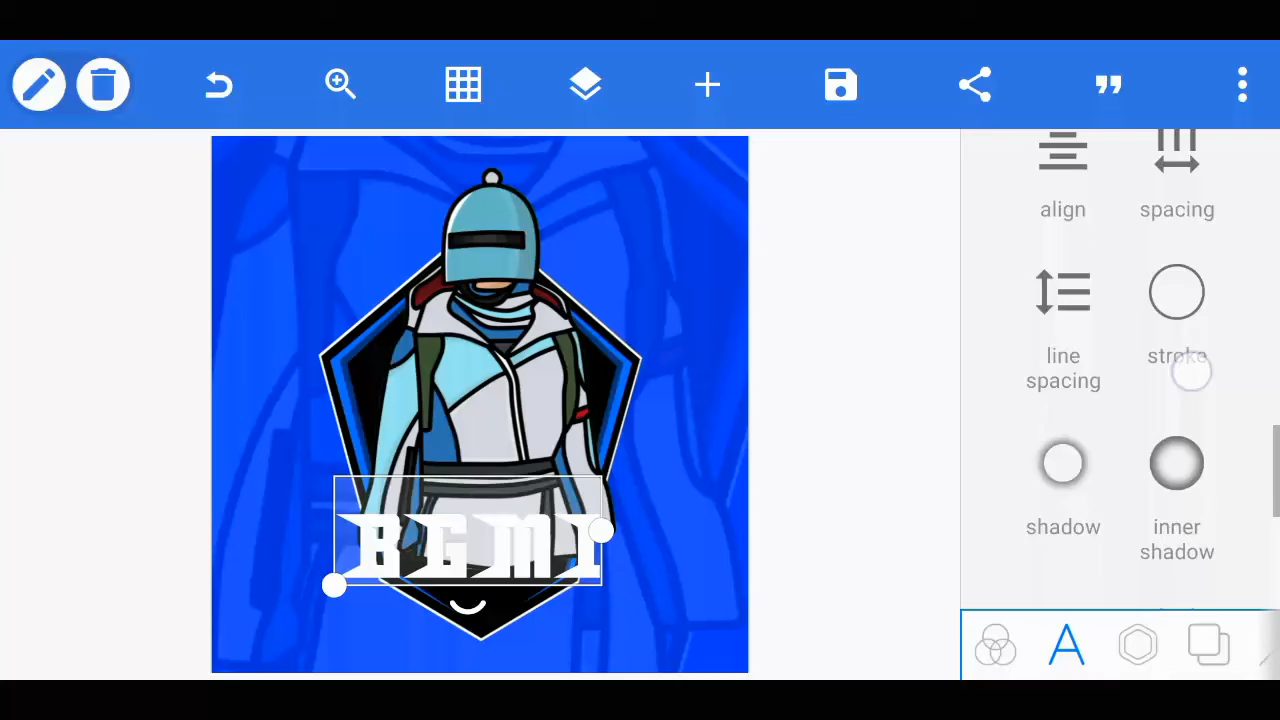 align
spacing
line
spacing
stroke
shadow
inner
shadow
BGMI